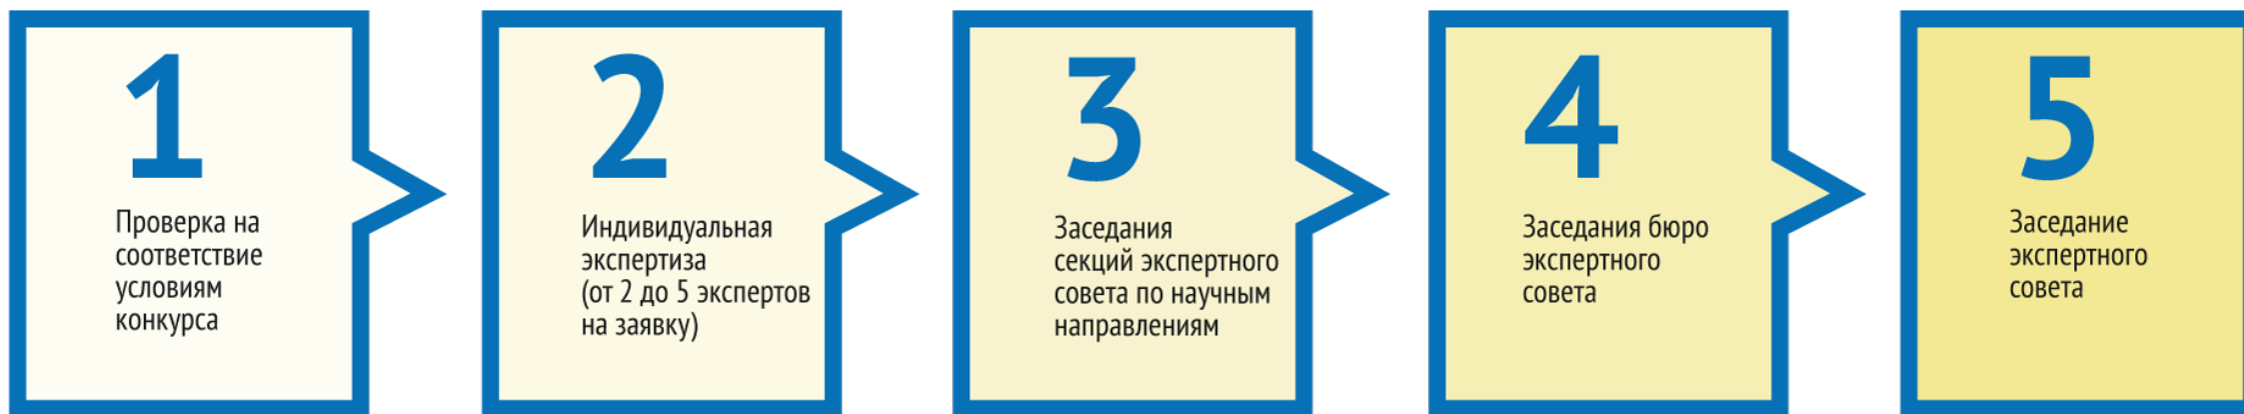 1
Проверка на
соответствие
условиям
конкурса
2
Индивидуальная
экспертиза
(от 2 до 5 экспертов
на заявку)
3
Заседания
секций экспертного
совета по научным
направлениям
4
Заседания бюро
экспертного
совета
5
Заседание
экспертного
совета